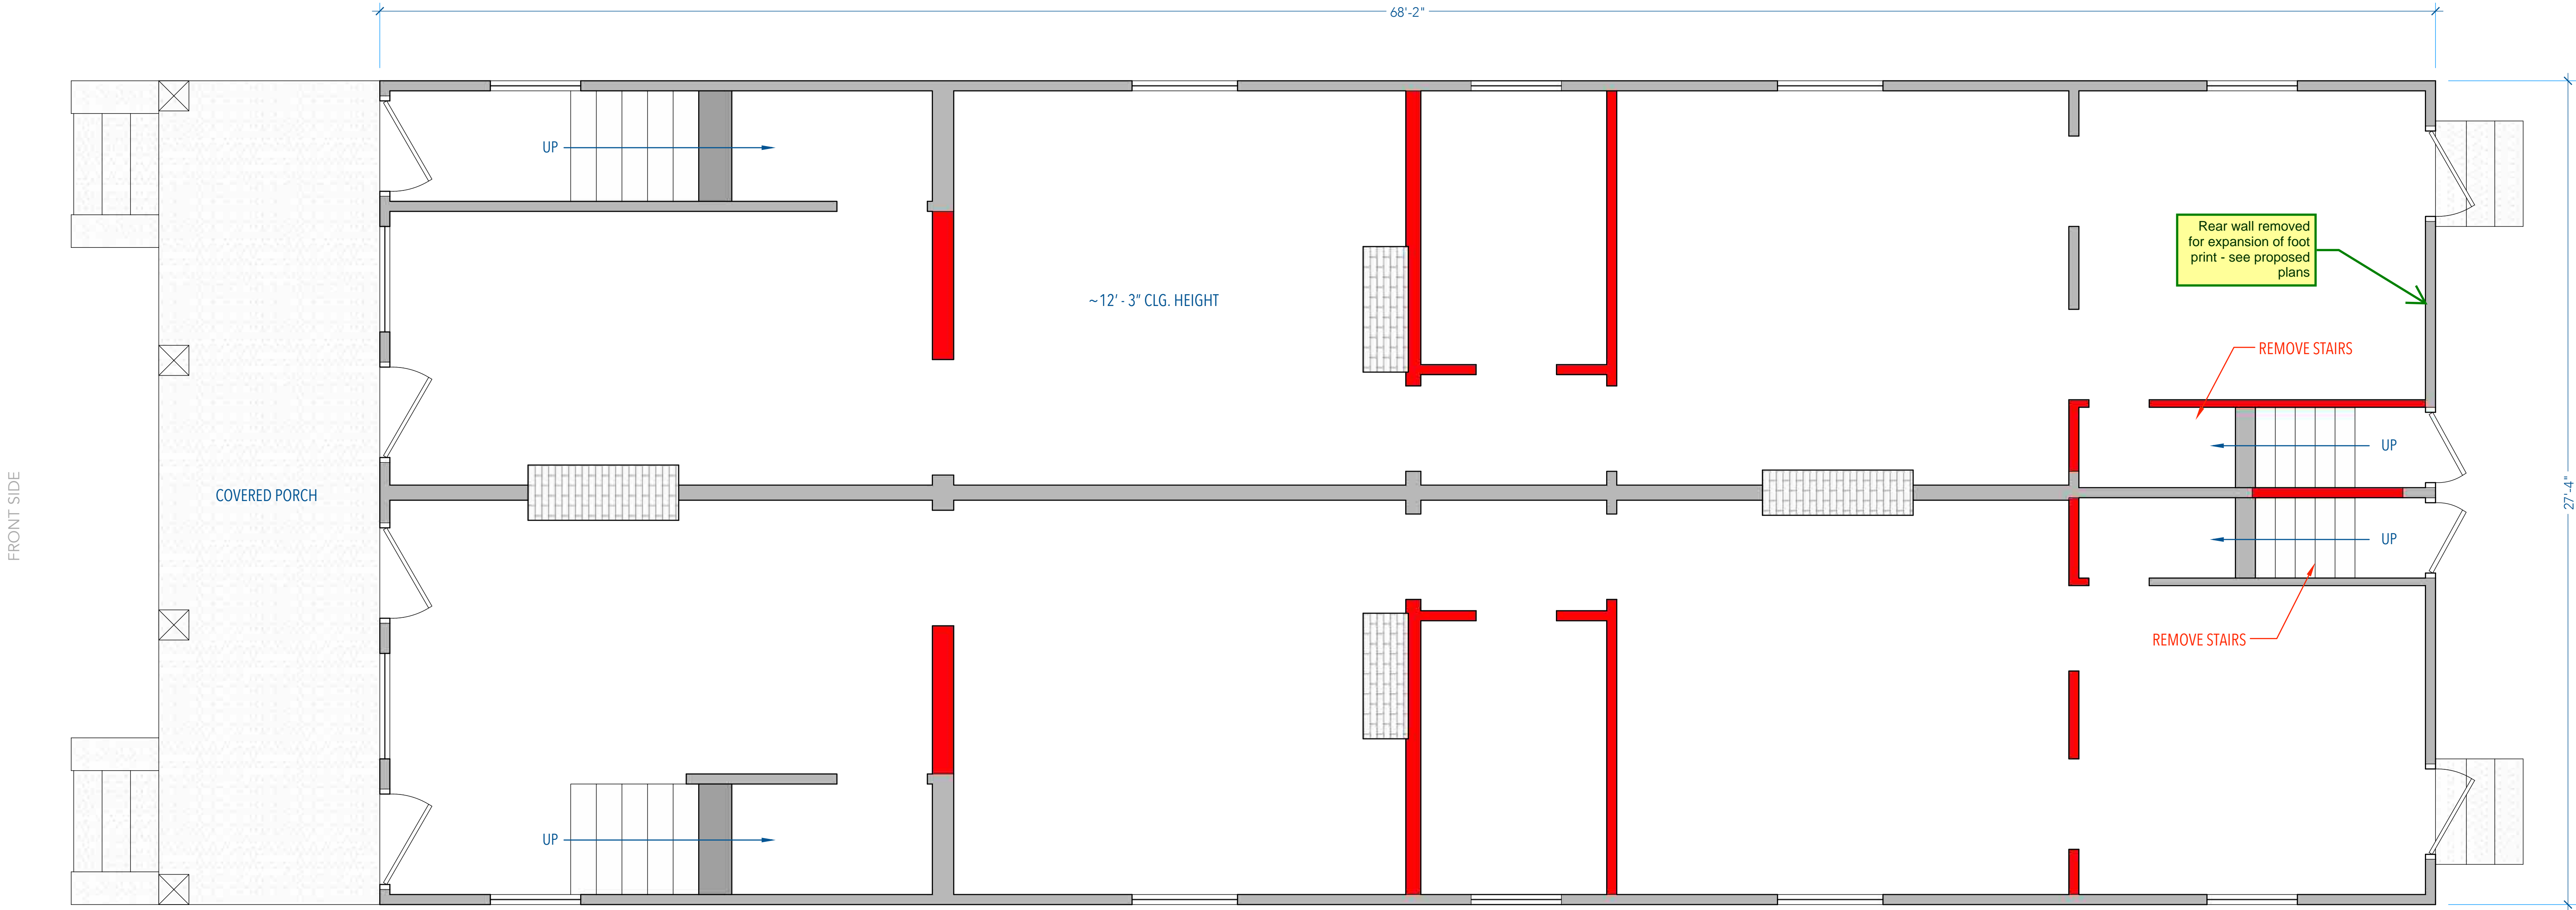 68'-2"
UP
Rear wall removed
for expansion of foot
print - see proposed
plans
~12' - 3" CLG. HEIGHT
REMOVE STAIRS
UP
FRONT SIDE
COVERED PORCH
27'-4"
UP
REMOVE STAIRS
UP